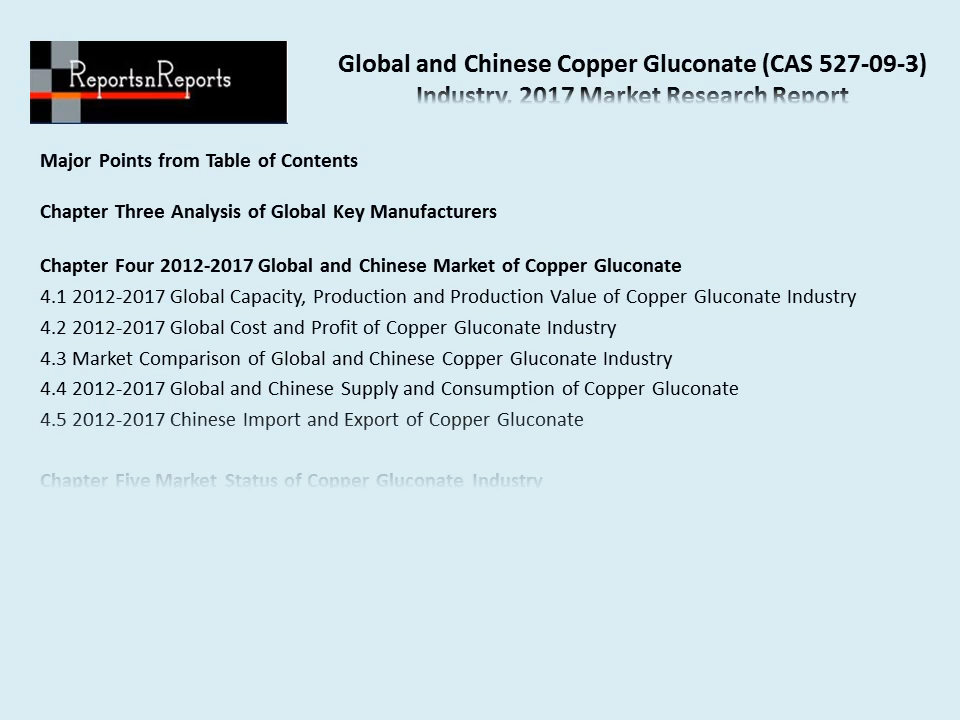 ReportsnReports
Global and Chinese Copper Gluconate (CAS 527-09-3)
Industry, 2017 Market Research Report
Major Points from Table of Contents
Chapter Three Analysis of Global Key Manufacturers
Chapter Four 2012-2017 Global and Chinese Market of Copper Gluconate
4.1 2012-2017 Global Capacity, Production and Production Value of Copper Gluconate Industry
4.2 2012-2017 Global Cost and Profit of Copper Gluconate Industry
4.3 Market Comparison of Global and Chinese Copper Gluconate Industry
4.4 2012-2017 Global and Chinese Supply and Consumption of Copper Gluconate
4.5 2012-2017 Chinese Import and Export of Copper Gluconate
Chapter Five Market Status of Copper Gluconate Industry